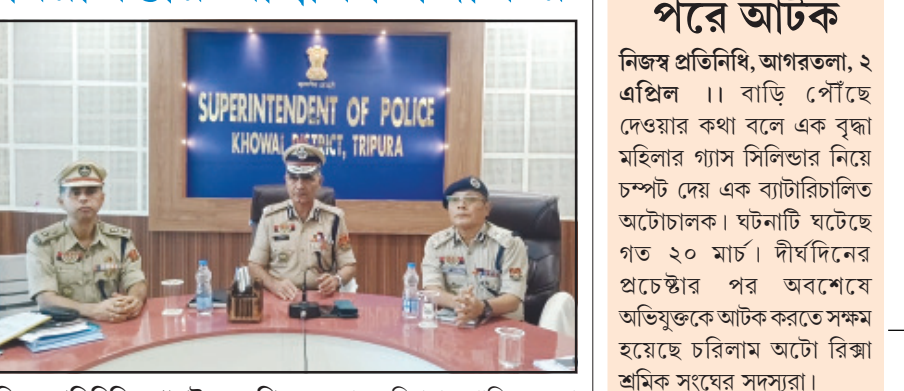 SUPERINTENDENT OF POLICE
KHOWAI DISTRICT, TRIPURA
পরে আটক
নিজস্ব প্রতিনিধি, আগরতলা, ২
এপ্রিল ।। বাড়ি পৌঁছে
দেওয়ার কথা বলে এক বৃদ্ধা
মহিলার গ্যাস সিলিন্ডার নিয়ে
চম্পট দেয় এক ব্যাটারিচালিত
অটোচালক। ঘটনাটি ঘটেছে
গত ২০ মার্চ। দীর্ঘদিনের
প্রচেষ্টার পর অবশেষে
অভিযুক্তকে আটক করতে সক্ষম
হয়েছে চরিলাম অটো রিক্সা
শ্রমিক সংঘের সদস্যরা।